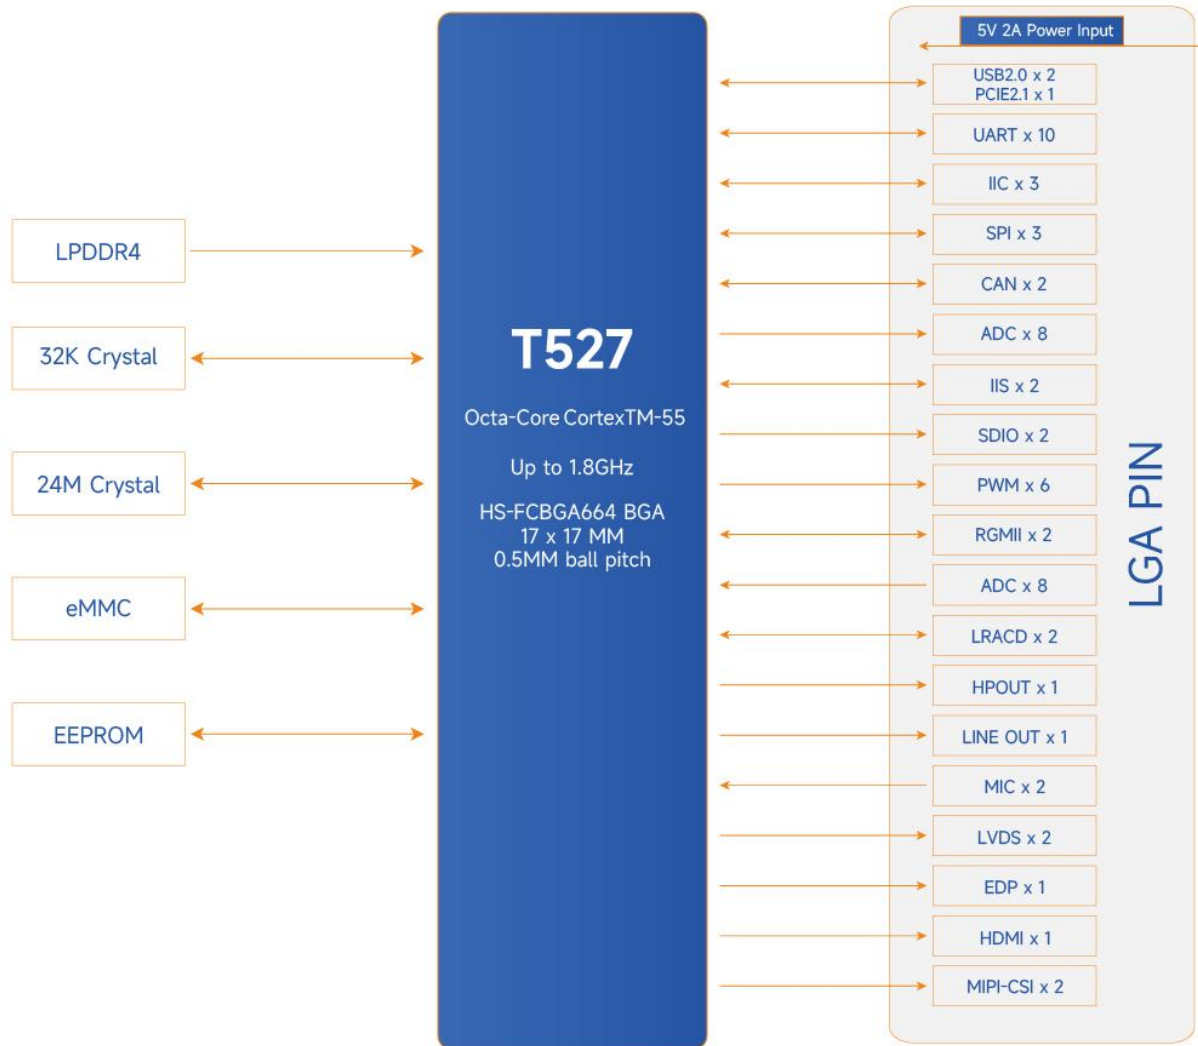 5V 2A Power Input
USB2.0 x 2
PCIE2.1 x 1
UART x 10
IIC x 3
SPI x 3
CAN x 2
ADC x 8
IIS x 2
SDIO x 2
PWM x 6
RGMII x 2
ADC x 8
LRACD x 2
HPOUT x 1
LINE OUT x 1
MIC x 2
LVDS x 2
EDP x 1
HDMI x 1
MIPI-CSI x 2
LGA PIN
LPDDR4
32K Crystal
24M Crystal
eMMC
EEPROM
T527
Octa-Core CortexTM-55
Up to 1.8GHz
HS-FCBGA664 BGA
17 x 17 MM
0.5MM ball pitch